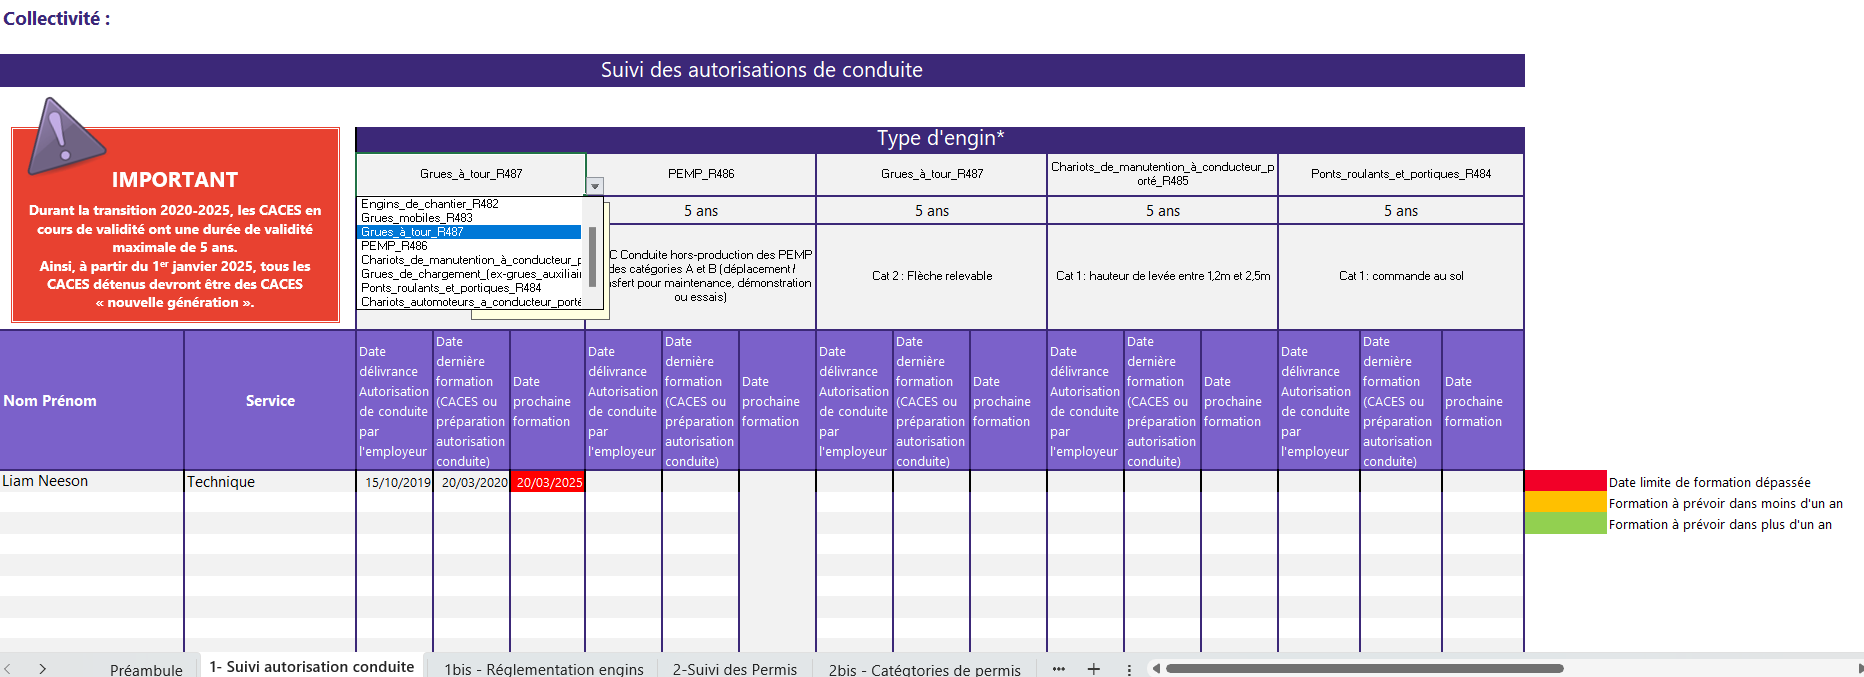 Collectivité :
Suivi des autorisations de conduite
IMPORTANT
Durant la transition 2020-2025, les CACES en
cours de validité ont une durée de validité
maximale de 5 ans.
Ainsi, à partir du 1er janvier 2025, tous les
CACES détenus devront être des CACES
« nouvelle génération ».
Type d'engin*
Grues_à_tour_R487
PEMP_R486
Grues_à_tour_R487
Chariots_de_manutention_à_conducteur_p
orté_R485
Ponts_roulants_et_portiques_R484
Engins_de_chantier_R482
Grues_mobiles_R483
Grues_à_tour_R487
PEMP_R486
Chariots_de_manutention_à_conducteur_p
Grues_de_chargement_(ex-grues_auxiliair
Ponts_roulants_et_portiques_R484
Chariots_automoteurs_a_conducteur_porté
5 ans
5 ans
5 ans
5 ans
C Conduite hors-production des PEMP
des catégories A et B (déplacement /
nsfert pour maintenance, démonstration
ou essais)
Cat 2 : Flèche relevable
Cat 1 : hauteur de levée entre 1,2m et 2,5m
Cat 1 : commande au sol
Nom Prénom
Service
Date
délivrance
Autorisation
de conduite
par
l'employeur
Date
dernière
formation
(CACES ou
préparation
autorisation
conduite)
Date
prochaine
formation
Date
délivrance
Autorisation
de conduite
par
l'employeur
Date
dernière
formation
(CACES ou
préparation
autorisation
conduite)
Date
prochaine
formation
Date
délivrance
Autorisation
de conduite
par
l'employeur
Date
dernière
formation
(CACES ou
préparation
autorisation
conduite)
Date
prochaine
formation
Date
délivrance
Autorisation
de conduite
par
l'employeur
Date
dernière
formation
(CACES ou
préparation
autorisation
conduite)
Date
prochaine
formation
Date
délivrance
Autorisation
de conduite
par
l'employeur
Date
dernière
formation
(CACES ou
préparation
autorisation
conduite)
Date
prochaine
formation
Liam Neeson
Technique
15/10/2019
20/03/2020
20/03/2025
Date limite de formation dépassée
Formation à prévoir dans moins d'un an
Formation à prévoir dans plus d'un an
Préambule
1- Suivi autorisation conduite
1bis - Réglementation engins
2-Suivi des Permis
2bis - Catégtories de permis